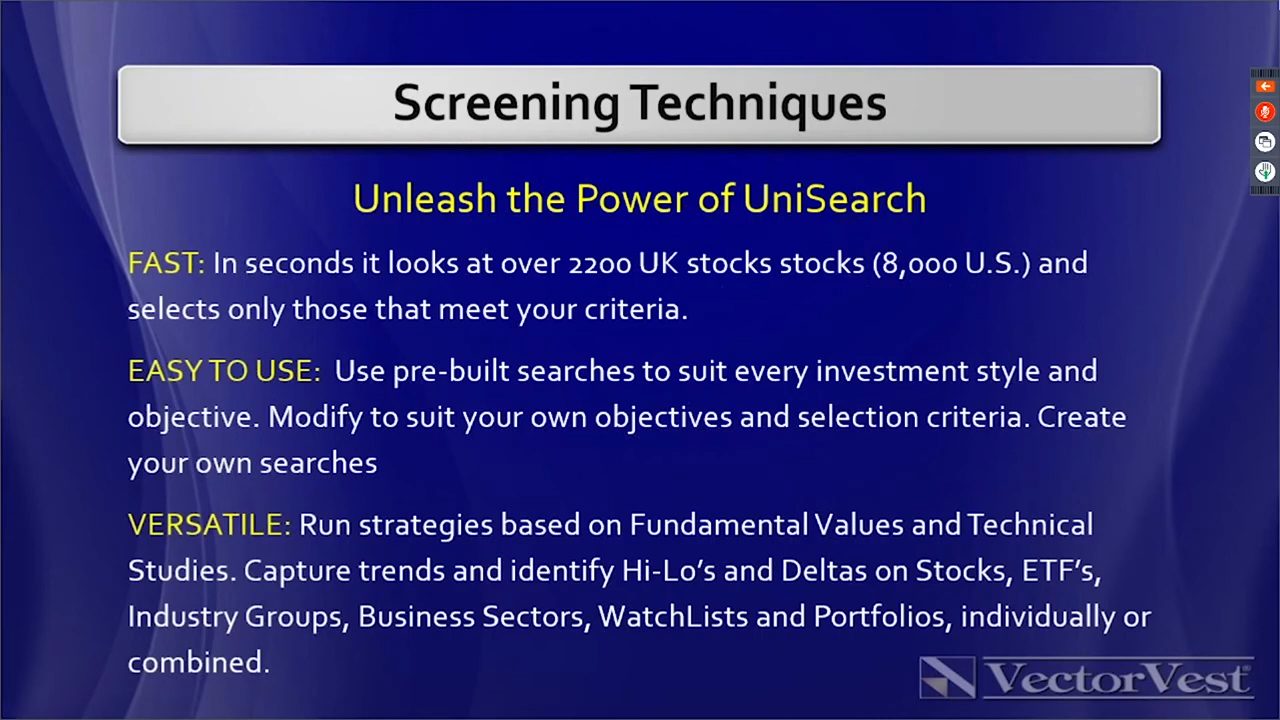 Screening Techniques
Unleash the Power of UniSearch
FAST: In seconds it looks at over 2200 UK stocks stocks (8,000 U.S.) and
selects only those that meet your criteria.
EASY TO USE:  Use pre-built searches to suit every investment style and
objective. Modify to suit your own objectives and selection criteria. Create
your own searches
VERSATILE: Run strategies based on Fundamental Values and Technical
Studies. Capture trends and identify Hi-Lo’s and Deltas on Stocks, ETF’s,
Industry Groups, Business Sectors, WatchLists and Portfolios, individually or
combined.
VectorVest®